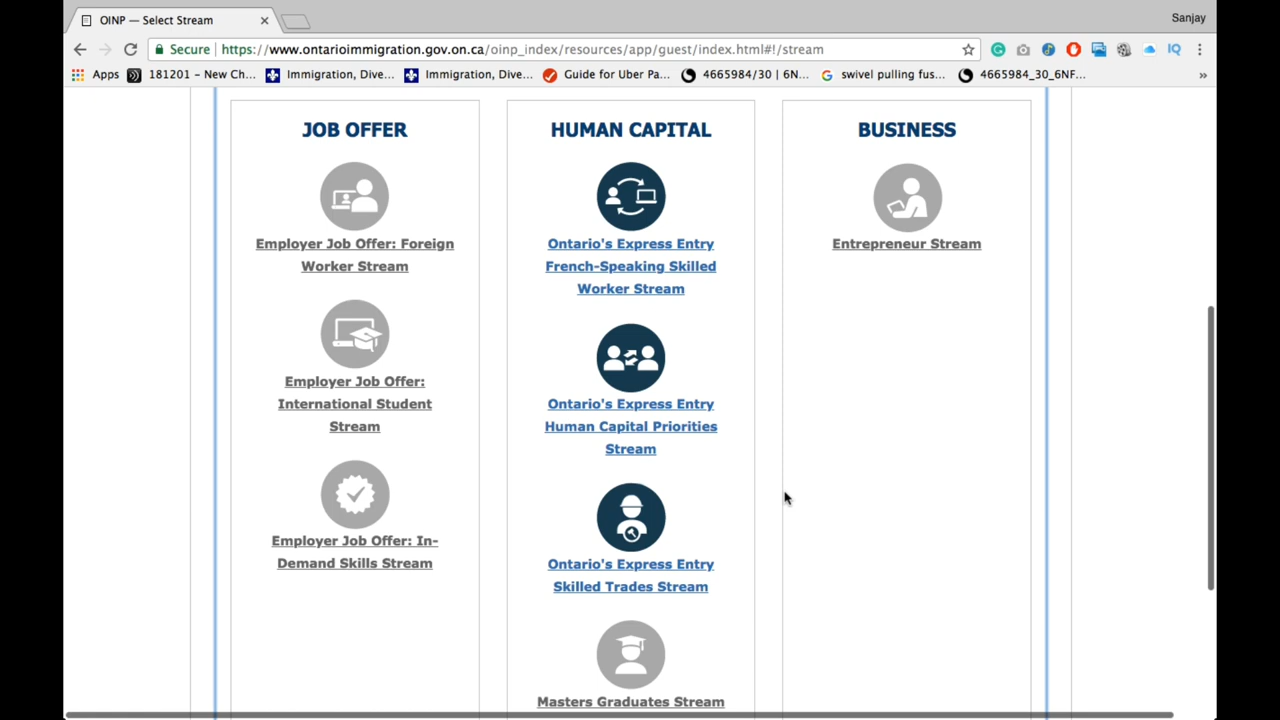 OINP — Select Stream
Sanjay
Secure https://www.ontarioimmigration.gov.on.ca/oinp_index/resources/app/guest/index.html#!/stream
Apps 181201 – New Ch... Immigration, Dive... Immigration, Dive... Guide for Uber Pa... 4665984/30 | 6N... swivel pulling fus... 4665984_30_6NF... »
JOB OFFER
Employer Job Offer: Foreign
Worker Stream
Employer Job Offer:
International Student
Stream
Employer Job Offer: In-
Demand Skills Stream
HUMAN CAPITAL
Ontario's Express Entry
French-Speaking Skilled
Worker Stream
Ontario's Express Entry
Human Capital Priorities
Stream
Ontario's Express Entry
Skilled Trades Stream
Masters Graduates Stream
BUSINESS
Entrepreneur Stream